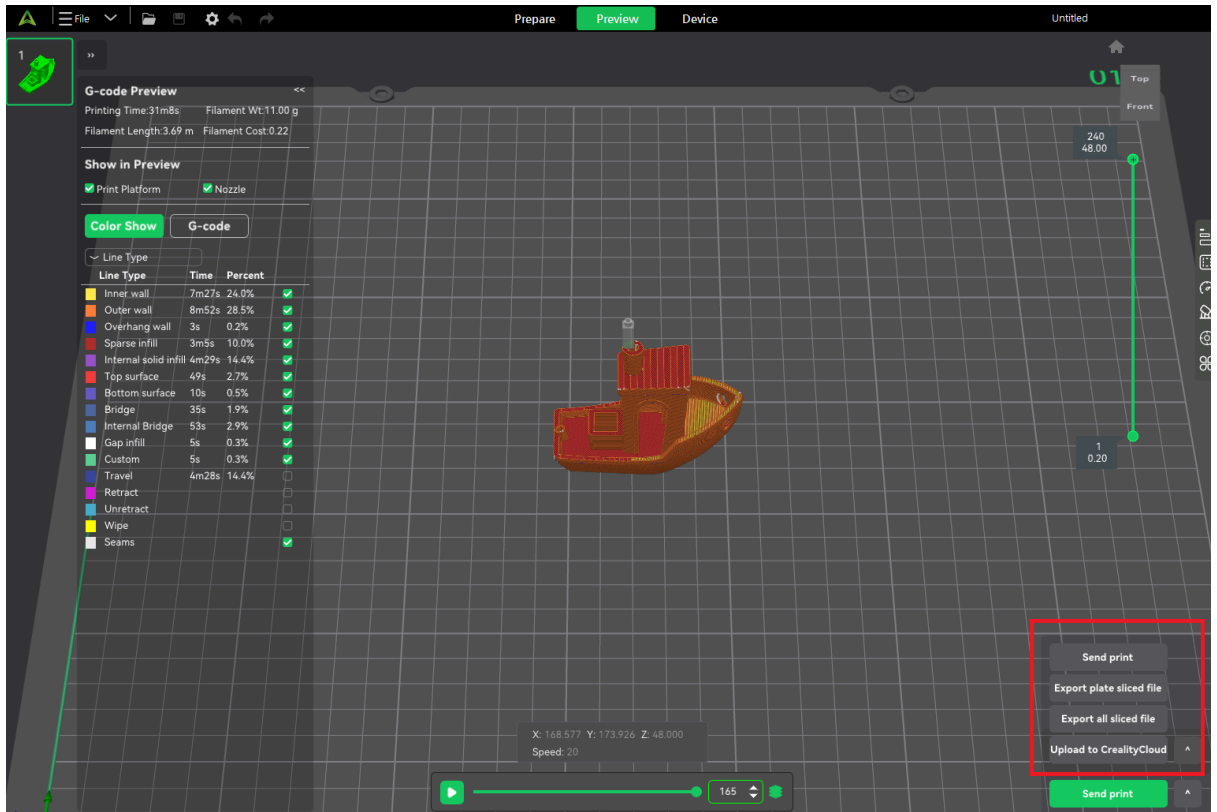 File
Prepare
Preview
Device
Untitled
1
»
G-code Preview
<<
Printing Time:31m8s Filament Wt:11.00 g
Filament Length:3.69 m Filament Cost:0.22
Show in Preview
Print Platform Nozzle
Color Show G-code
Line Type
Line Type Time Percent
Inner wall 7m27s 24.0%
Outer wall 8m52s 28.5%
Overhang wall 3s 0.2%
Sparse infill 3m5s 10.0%
Internal solid infill 4m29s 14.4%
Top surface 49s 2.7%
Bottom surface 10s 0.5%
Bridge 35s 1.9%
Internal Bridge 53s 2.9%
Gap infill 5s 0.3%
Custom 5s 0.3%
Travel 4m28s 14.4%
Retract
Unretract
Wipe
Seams
01
Top
Front
240
48.00
1
0.20
X: 168.577 Y: 173.926 Z: 48.000
Speed: 20
165
Send print
Export plate sliced file
Export all sliced file
Upload to CrealityCloud ^
Send print ^